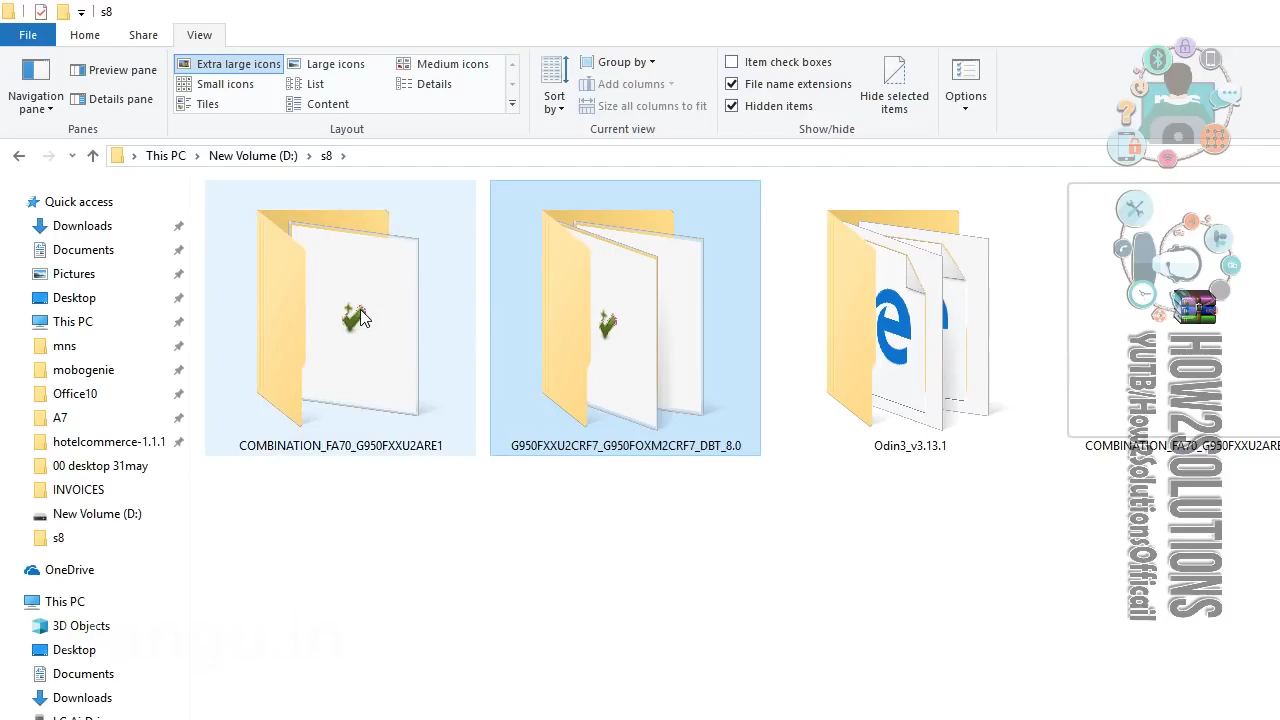 s8
File Home Share View
Navigation pane
Preview pane
Details pane
Panes
Extra large icons Large icons Medium icons
Small icons List Details
Tiles Content
Layout
Sort by
Group by
Add columns
Size all columns to fit
Current view
Item check boxes
File name extensions
Hidden items
Hide selected items
Show/hide
Options
This PC New Volume (D:) s8
Quick access
Downloads
Documents
Pictures
Desktop
This PC
mns
mobogenie
Office10
A7
hotelcommerce-1.1.1
00 desktop 31may
INVOICES
New Volume (D:)
s8
OneDrive
This PC
3D Objects
Desktop
Documents
Downloads
COMBINATION_FA70_G950FXXU2ARE1
G950FXXU2CRF7_G950FOXM2CRF7_DBT_8.0
Odin3_v3.13.1
COMBINATION_FA70_G950FXXU2ARE
HOW2SOLUTIONS
YUTB/How2SolutionsOfficail